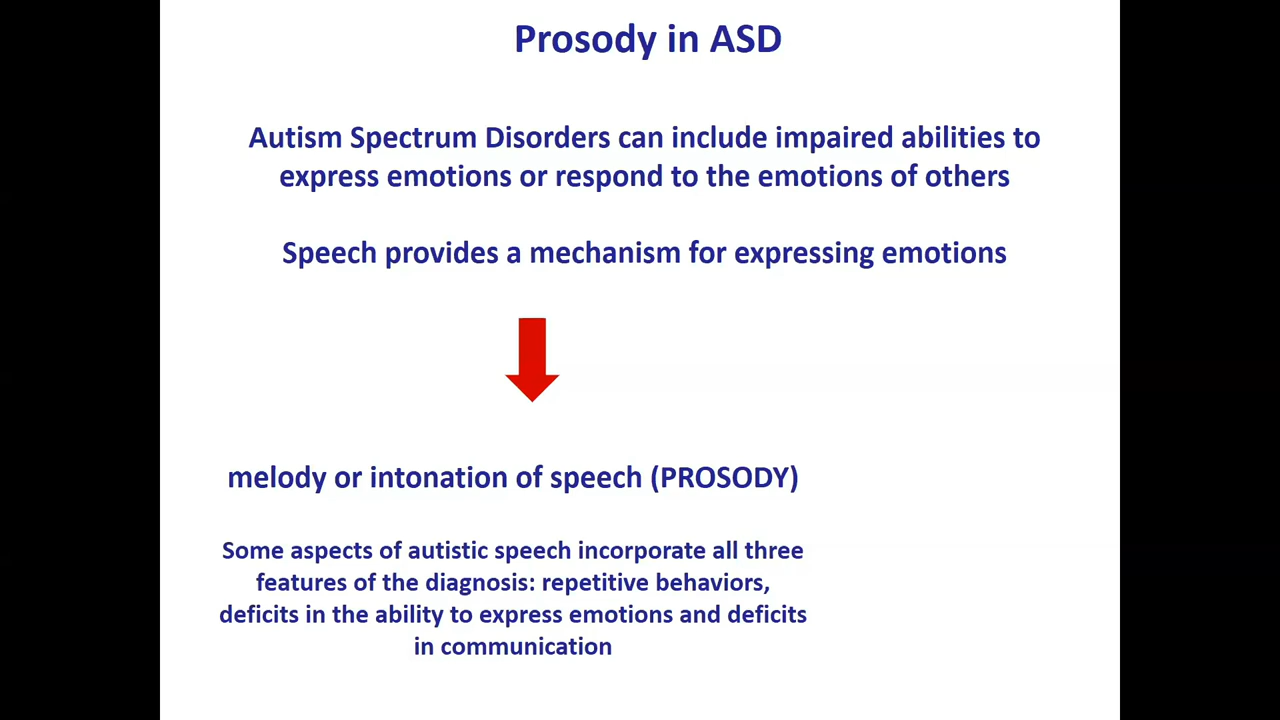 Prosody in ASD
Autism Spectrum Disorders can include impaired abilities to
express emotions or respond to the emotions of others
Speech provides a mechanism for expressing emotions
melody or intonation of speech (PROSODY)
Some aspects of autistic speech incorporate all three
features of the diagnosis: repetitive behaviors,
deficits in the ability to express emotions and deficits
in communication